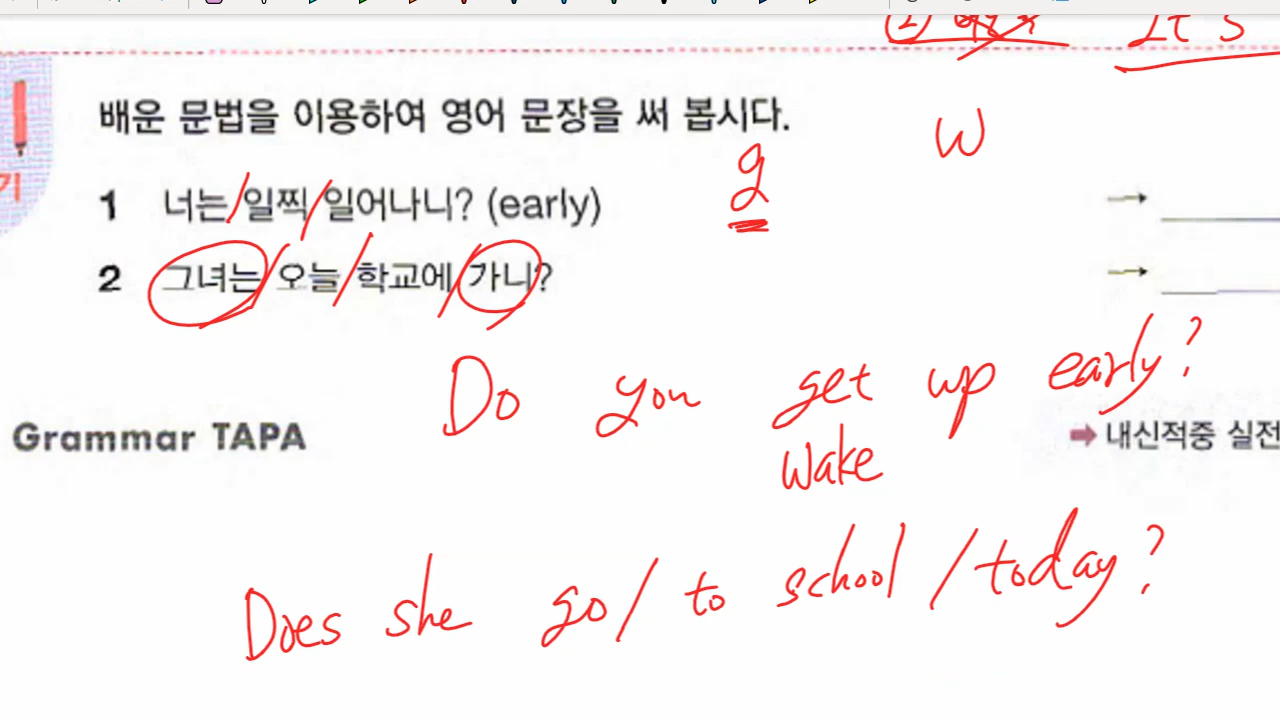 It's
배운 문법을 이용하여 영어 문장을 써 봅시다.
g
w
기
1 너는/일찍/일어나니? (early) →
2 그녀는/오늘/학교에/가니? →
Do you get up early?
wake
Grammar TAPA
→ 내신적중 실전
Does she go/to school/today?